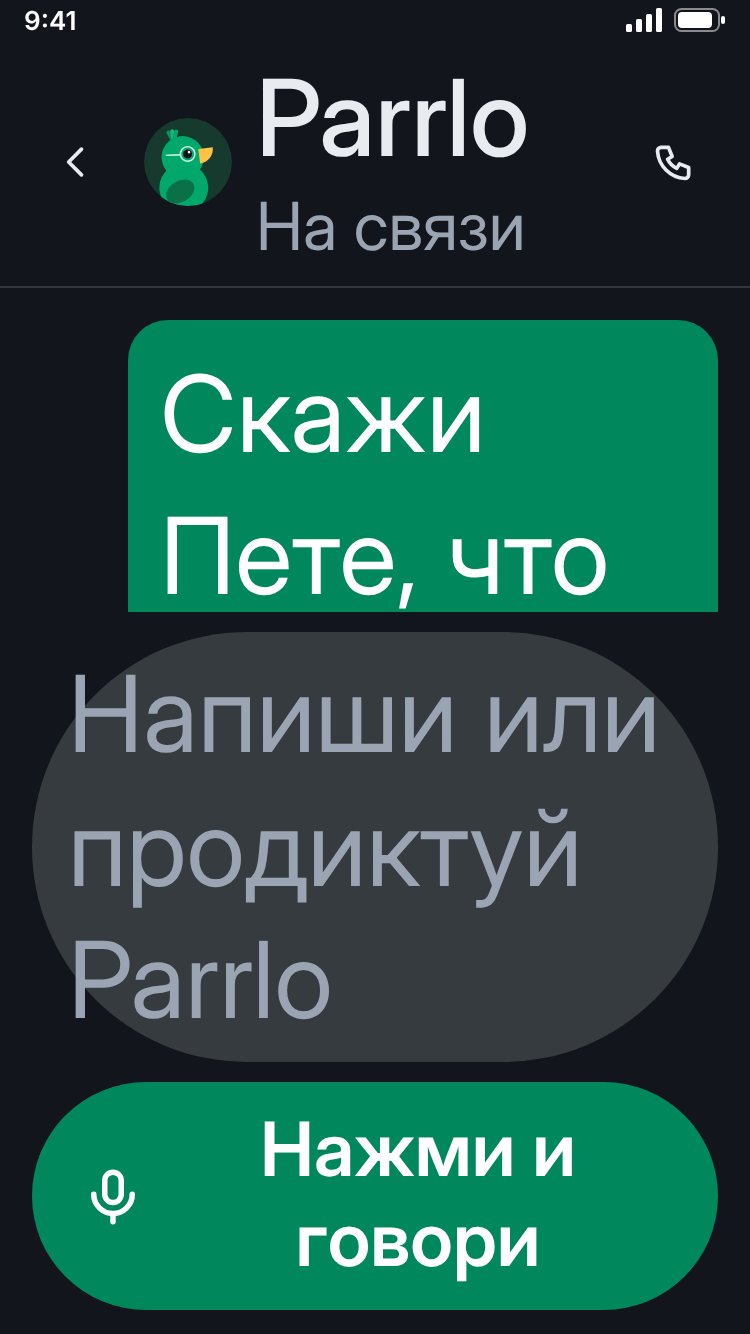 9:41
Parrlo
На связи
Скажи
Пете, что
Напиши или
продиктуй
Parrlo
Нажми и
говори